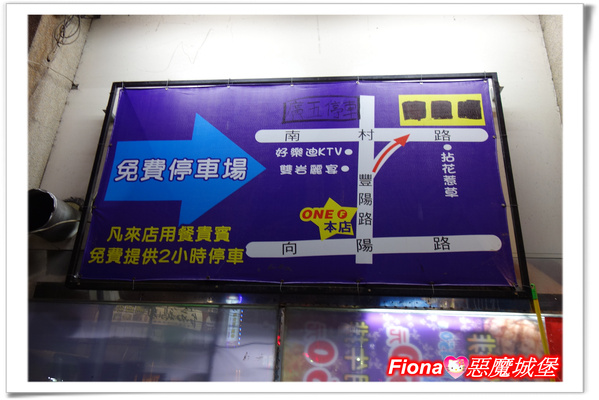 免費停車場
凡來店用餐貴賓
免費提供2小時停車
南村路
好樂迪KTV
雙岩麗宴
拈花惹草
豐陽路
ONE
本店
向陽路
Fiona惡魔城堡